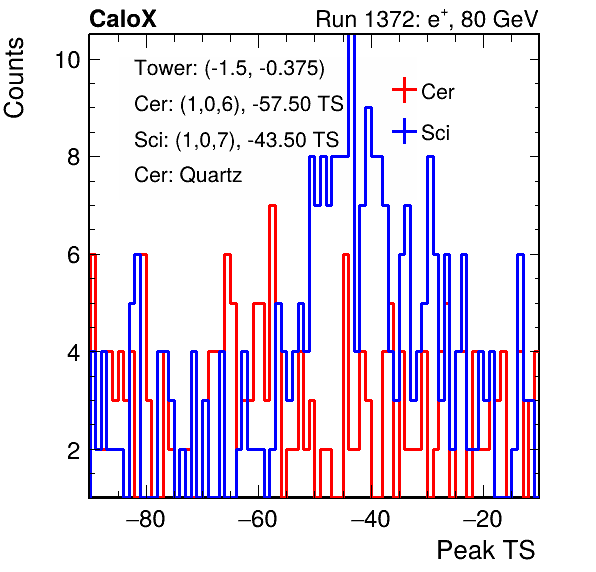 CaloX Run 1372: e⁺, 80 GeV
Counts
Tower: (-1.5, -0.375)
Cer: (1,0,6), -57.50 TS
Sci: (1,0,7), -43.50 TS
Cer: Quartz
Cer
Sci
10
8
6
4
2
−80 −60 −40 −20
Peak TS